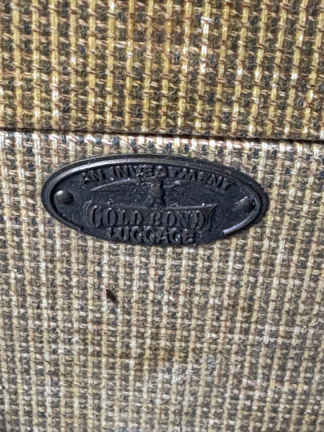 AN INVESTMENT
GOLD BOND
LUGGAGE